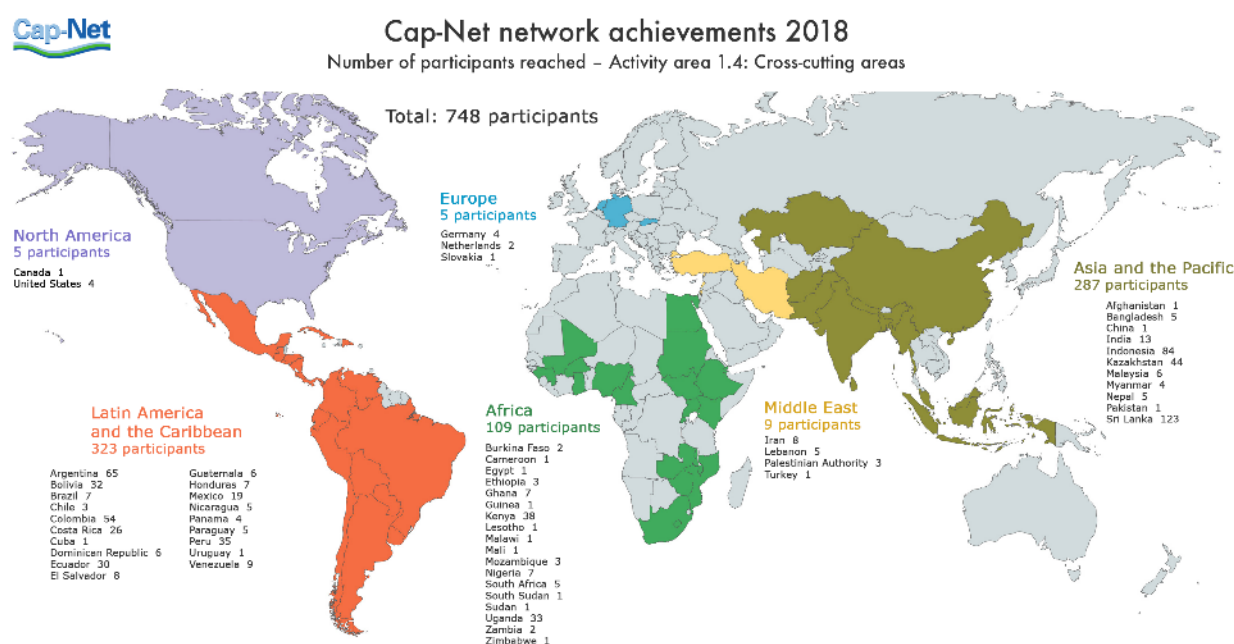 Cap-Net
Cap-Net network achievements 2018
Number of participants reached – Activity area 1.4: Cross-cutting areas
Total: 748 participants
North America
5 participants
Canada 1
United States 4
Europe
5 participants
Germany 4
Netherlands 2
Slovakia 1
Asia and the Pacific
287 participants
Afghanistan 1
Bangladesh 5
China 1
India 13
Indonesia 84
Kazakhstan 44
Malaysia 6
Myanmar 4
Nepal 5
Pakistan 1
Sri Lanka 123
Latin America
and the Caribbean
323 participants
Argentina 65
Bolivia 32
Brazil 7
Chile 3
Colombia 54
Costa Rica 26
Cuba 1
Dominican Republic 6
Ecuador 30
El Salvador 8
Guatemala 6
Honduras 7
Mexico 19
Nicaragua 5
Panama 4
Paraguay 5
Peru 35
Uruguay 1
Venezuela 9
Africa
109 participants
Burkina Faso 2
Cameroon 1
Egypt 1
Ethiopia 3
Ghana 7
Guinea 1
Kenya 38
Lesotho 1
Malawi 1
Mali 1
Mozambique 3
Nigeria 7
South Africa 5
South Sudan 1
Sudan 1
Uganda 33
Zambia 2
Zimbabwe 1
Middle East
9 participants
Iran 8
Lebanon 5
Palestinian Authority 3
Turkey 1